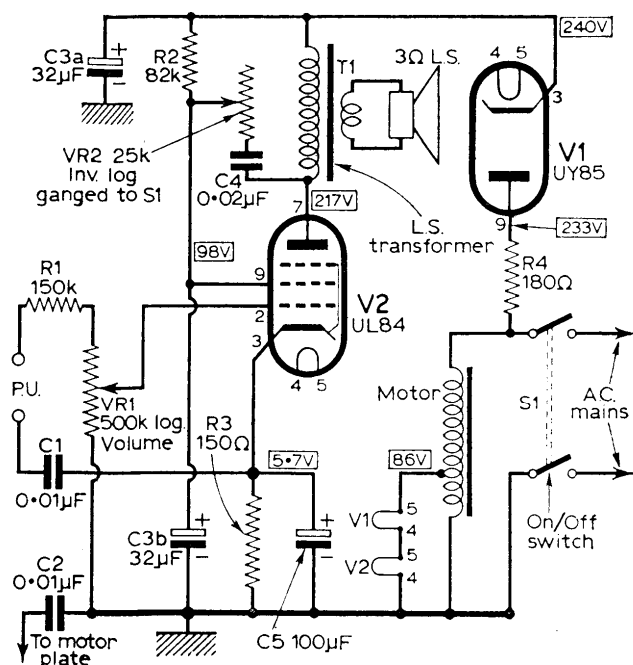 C3a
32µF
+
−
R2
82k
T1
3Ω L.S.
4 5
240V
3
V1
UY85
VR2 25k
Inv. log
ganged to S1
C4
0·02µF
7
217V
L.S.
transformer
9
233V
R4
180Ω
R1
150k
98V
9
2
3
V2
UL84
4 5
P.U.
VR1
500k log.
Volume
Motor
S1
A.C.
mains
R3
150Ω
C1
0·01µF
5·7V
86V
V1
5
4
V2
5
4
On/Off
switch
C3b
32µF
+
−
+
−
C2
0·01µF
C5 100µF
To motor
plate